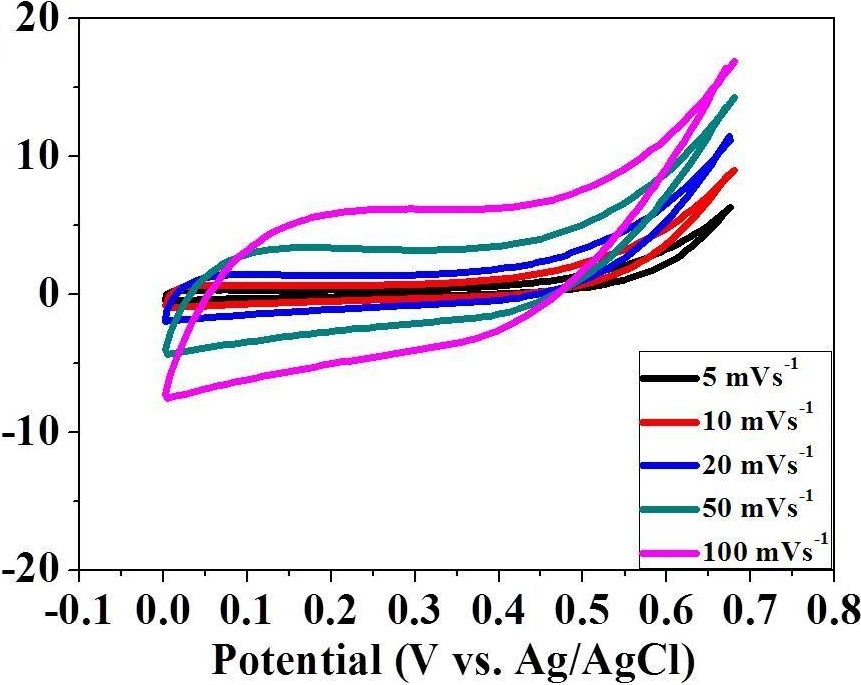 20
10
0
-10
-20
-0.1 0.0 0.1 0.2 0.3 0.4 0.5 0.6 0.7 0.8
Potential (V vs. Ag/AgCl)
5 mVs⁻¹
10 mVs⁻¹
20 mVs⁻¹
50 mVs⁻¹
100 mVs⁻¹